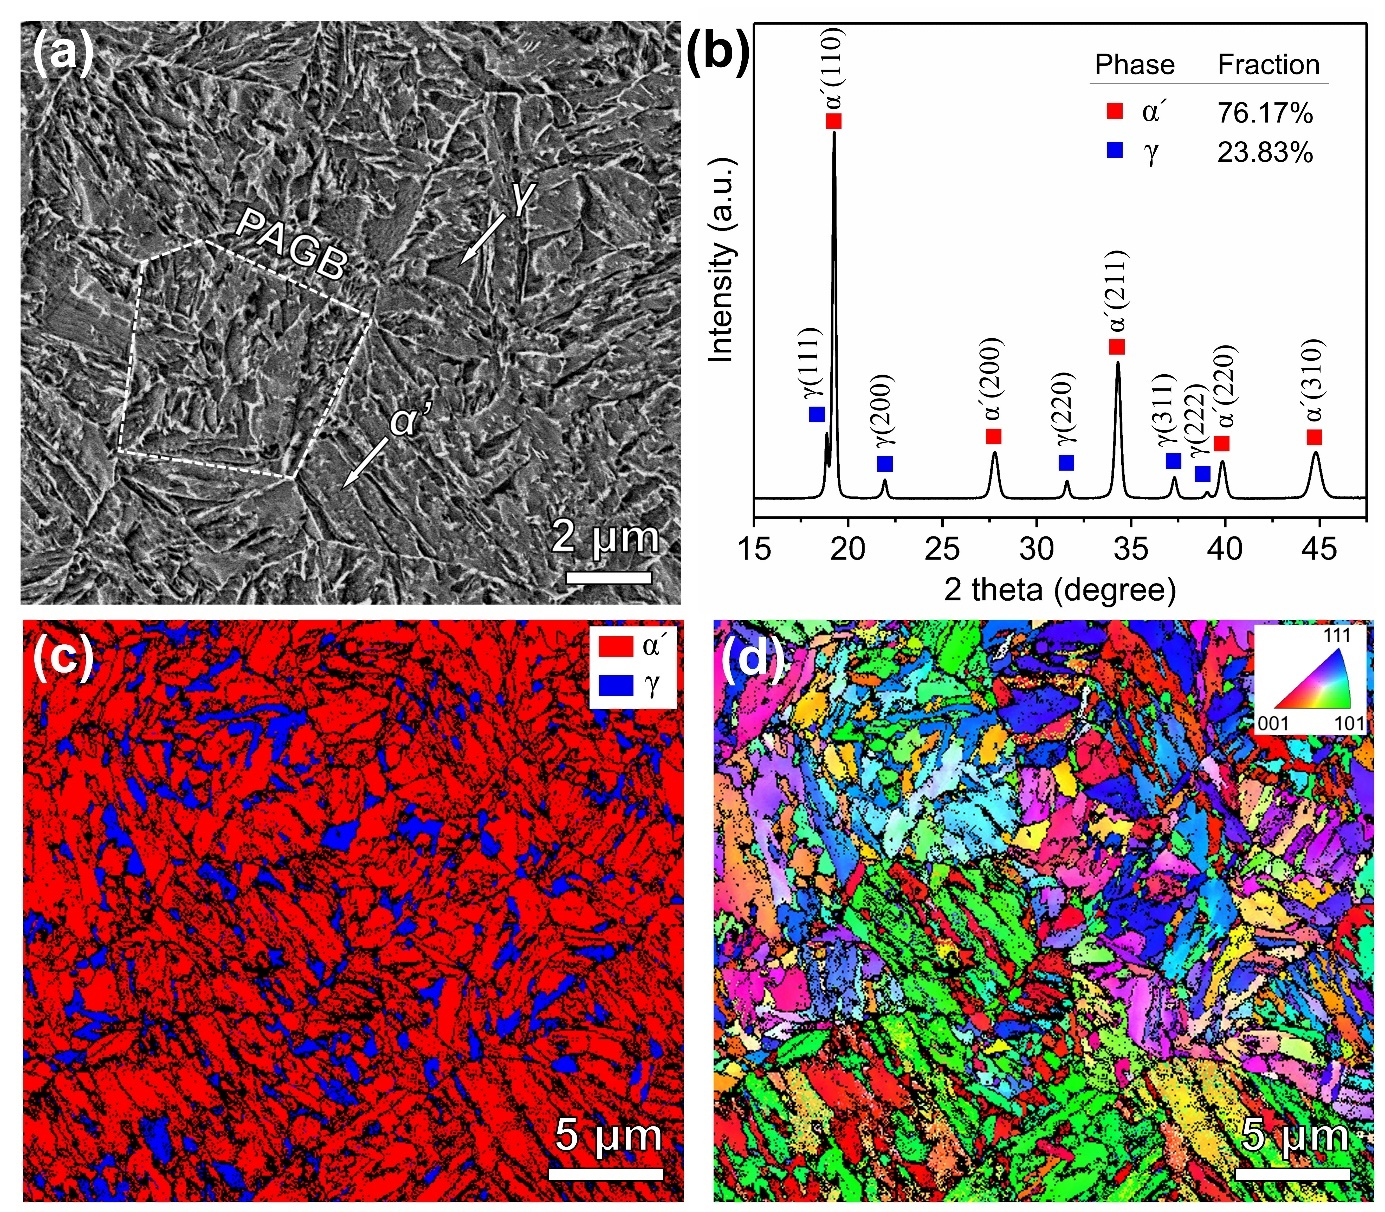 (a)
γ
PAGB
α’
2 μm
(b)
Phase Fraction
α´ 76.17%
γ 23.83%
Intensity (a.u.)
γ(111)
α´(110)
γ(200)
α´(200)
γ(220)
α´(211)
γ(311)
γ(222)
α´(220)
α´(310)
15 20 25 30 35 40 45
2 theta (degree)
(c)
α´
γ
5 μm
(d)
111
001 101
5 μm